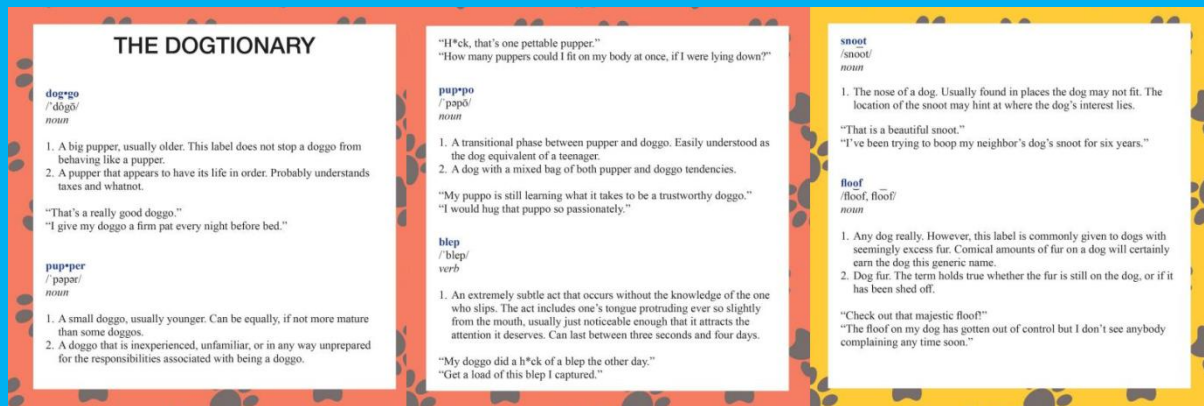 THE DOGTIONARY
dog•go
/ˈdôgō/
noun
1. A big pupper, usually older. This label does not stop a doggo from
behaving like a pupper.
2. A pupper that appears to have its life in order. Probably understands
taxes and whatnot.
“That’s a really good doggo.”
“I give my doggo a firm pat every night before bed.”
pup•per
/ˈpəpər/
noun
1. A small doggo, usually younger. Can be equally, if not more mature
than some doggos.
2. A doggo that is inexperienced, unfamiliar, or in any way unprepared
for the responsibilities associated with being a doggo.
“H*ck, that’s one pettable pupper.”
“How many puppers could I fit on my body at once, if I were lying down?”
pup•po
/ˈpəpō/
noun
1. A transitional phase between pupper and doggo. Easily understood as
the dog equivalent of a teenager.
2. A dog with a mixed bag of both pupper and doggo tendencies.
“My puppo is still learning what it takes to be a trustworthy doggo.”
“I would hug that puppo so passionately.”
blep
/ˈblep/
verb
1. An extremely subtle act that occurs without the knowledge of the one
who slips. The act includes one’s tongue protruding ever so slightly
from the mouth, usually just noticeable enough that it attracts the
attention it deserves. Can last between three seconds and four days.
“My doggo did a h*ck of a blep the other day.”
“Get a load of this blep I captured.”
snoot
/sno͞ot/
noun
1. The nose of a dog. Usually found in places the dog may not fit. The
location of the snoot may hint at where the dog’s interest lies.
“That is a beautiful snoot.”
“I’ve been trying to boop my neighbor’s dog’s snoot for six years.”
floof
/flo͞of, flo͞of/
noun
1. Any dog really. However, this label is commonly given to dogs with
seemingly excess fur. Comical amounts of fur on a dog will certainly
earn the dog this generic name.
2. Dog fur. The term holds true whether the fur is still on the dog, or if it
has been shed off.
“Check out that majestic floof!”
“The floof on my dog has gotten out of control but I don’t see anybody
complaining any time soon.”